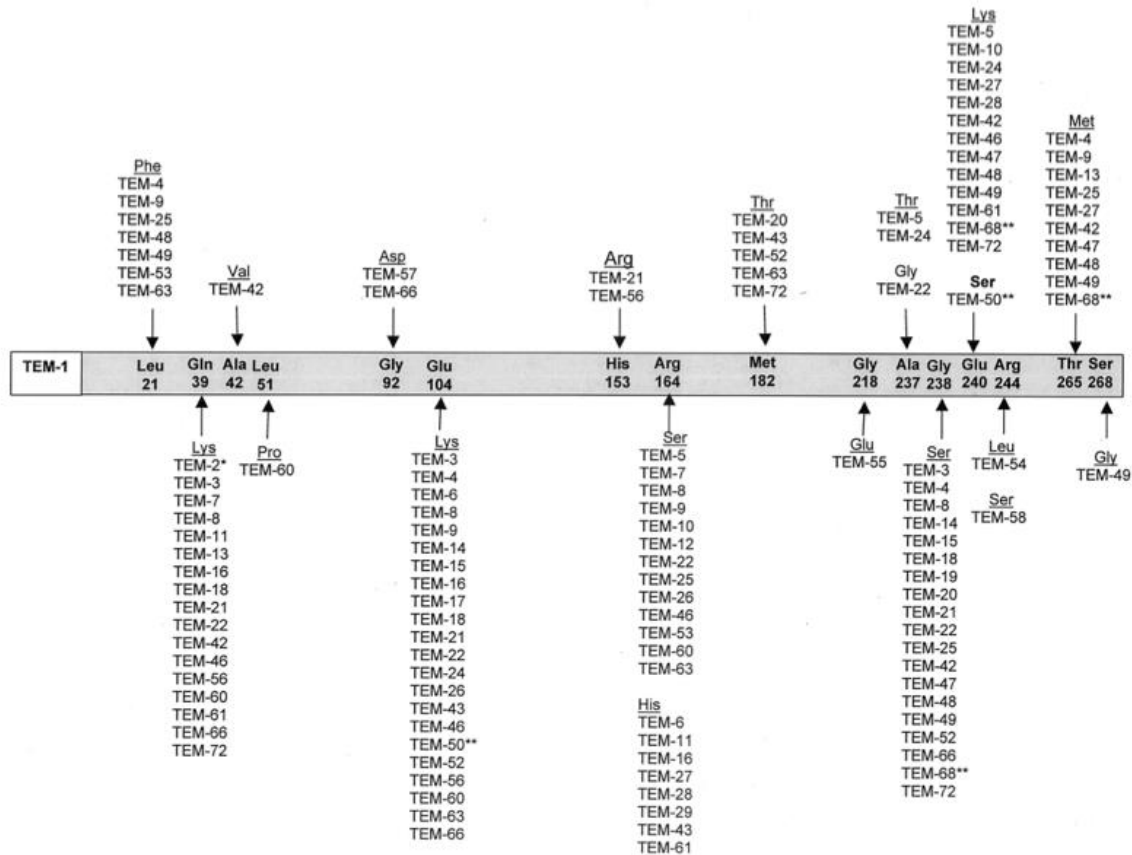 Phe
TEM-4
TEM-9
TEM-25
TEM-48
TEM-49
TEM-53
TEM-63
Val
TEM-42
Asp
TEM-57
TEM-66
Arg
TEM-21
TEM-56
Thr
TEM-20
TEM-43
TEM-52
TEM-63
TEM-72
Thr
TEM-5
TEM-24
Gly
TEM-22
Lys
TEM-5
TEM-10
TEM-24
TEM-27
TEM-28
TEM-42
TEM-46
TEM-47
TEM-48
TEM-49
TEM-61
TEM-68**
TEM-72
Ser
TEM-50**
Met
TEM-4
TEM-9
TEM-13
TEM-25
TEM-27
TEM-42
TEM-47
TEM-48
TEM-49
TEM-68**
TEM-1 Leu Gln Ala Leu Gly Glu His Arg Met Gly Ala Gly Glu Arg Thr Ser
21 39 42 51 92 104 153 164 182 218 237 238 240 244 265 268
Lys
TEM-2*
TEM-3
TEM-7
TEM-8
TEM-11
TEM-13
TEM-16
TEM-18
TEM-21
TEM-22
TEM-42
TEM-46
TEM-56
TEM-60
TEM-61
TEM-66
TEM-72
Pro
TEM-60
Lys
TEM-3
TEM-4
TEM-6
TEM-8
TEM-9
TEM-14
TEM-15
TEM-16
TEM-17
TEM-18
TEM-21
TEM-22
TEM-24
TEM-26
TEM-43
TEM-46
TEM-50**
TEM-52
TEM-56
TEM-60
TEM-63
TEM-66
Ser
TEM-5
TEM-7
TEM-8
TEM-9
TEM-10
TEM-12
TEM-22
TEM-25
TEM-26
TEM-46
TEM-53
TEM-60
TEM-63
His
TEM-6
TEM-11
TEM-16
TEM-27
TEM-28
TEM-29
TEM-43
TEM-61
Glu
TEM-55
Ser
TEM-3
TEM-4
TEM-8
TEM-14
TEM-15
TEM-18
TEM-19
TEM-20
TEM-21
TEM-22
TEM-25
TEM-42
TEM-47
TEM-48
TEM-49
TEM-52
TEM-66
TEM-68**
TEM-72
Leu
TEM-54
Ser
TEM-58
Gly
TEM-49